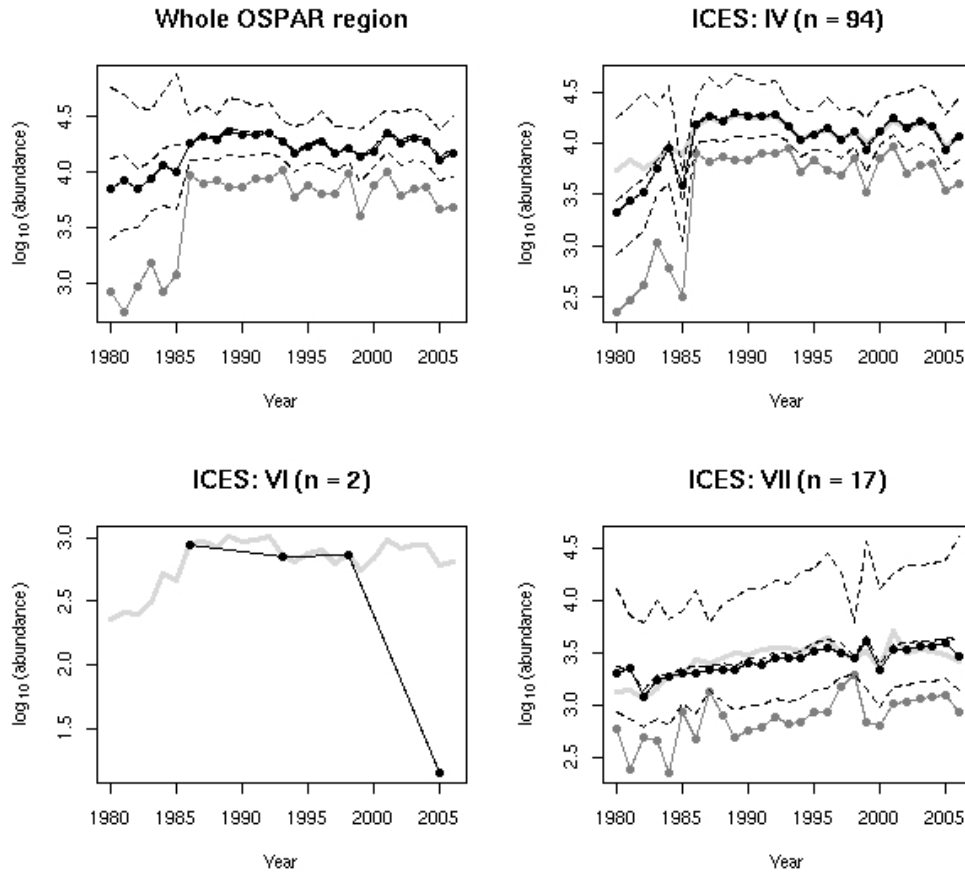 Whole OSPAR region
log10 (abundance)
4.5
4.0
3.5
3.0
1980 1985 1990 1995 2000 2005
Year
ICES: IV (n = 94)
log10 (abundance)
4.5
4.0
3.5
3.0
2.5
1980 1985 1990 1995 2000 2005
Year
ICES: VI (n = 2)
log10 (abundance)
3.0
2.5
2.0
1.5
1980 1985 1990 1995 2000 2005
Year
ICES: VII (n = 17)
log10 (abundance)
4.5
4.0
3.5
3.0
2.5
1980 1985 1990 1995 2000 2005
Year